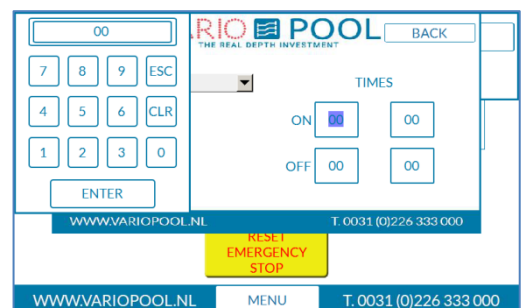 00
RIO POOL
THE REAL DEPTH INVESTMENT
BACK
7 8 9 ESC
4 5 6 CLR
1 2 3 0
ENTER
TIMES
ON 00 00
OFF 00 00
WWW.VARIOPOOL.NL T. 0031 (0)226 333 000
RESET
EMERGENCY
STOP
WWW.VARIOPOOL.NL MENU T. 0031 (0)226 333 000